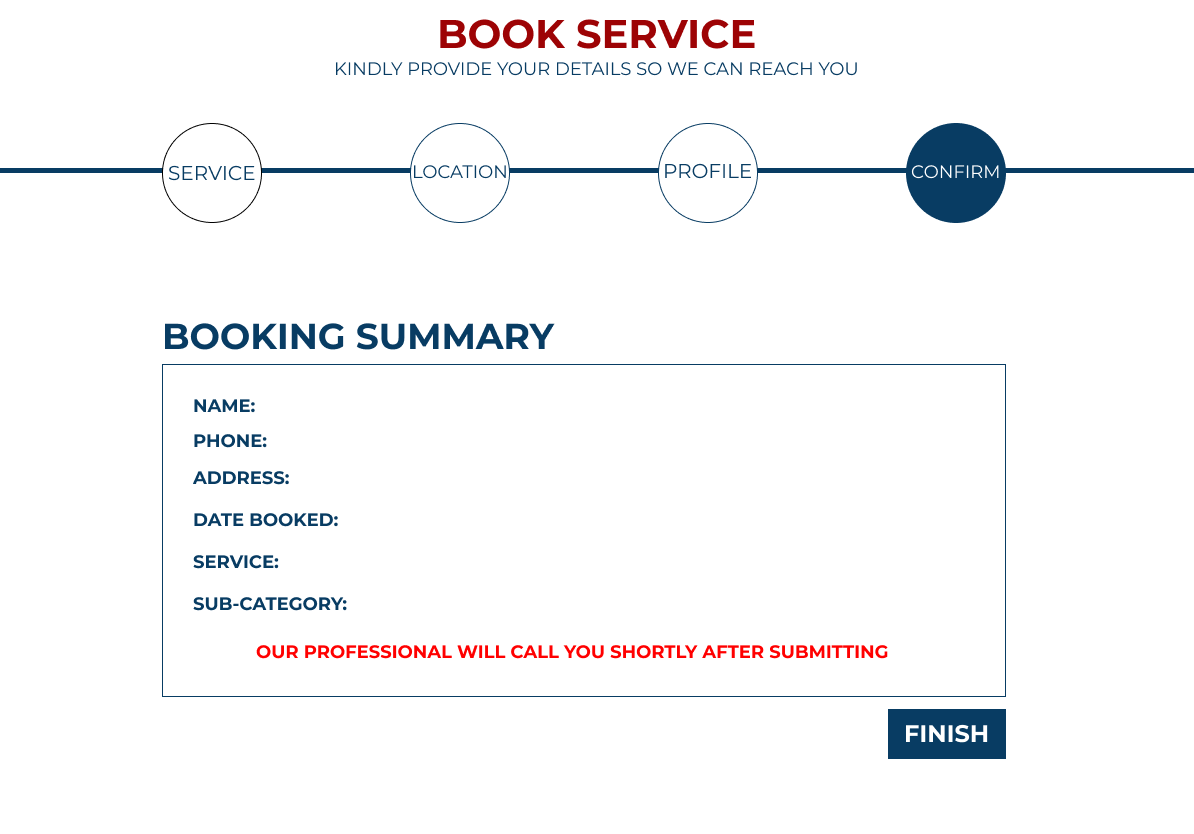 BOOK SERVICE
KINDLY PROVIDE YOUR DETAILS SO WE CAN REACH YOU
SERVICE
LOCATION
PROFILE
CONFIRM
BOOKING SUMMARY
NAME:
PHONE:
ADDRESS:
DATE BOOKED:
SERVICE:
SUB-CATEGORY:
OUR PROFESSIONAL WILL CALL YOU SHORTLY AFTER SUBMITTING
FINISH